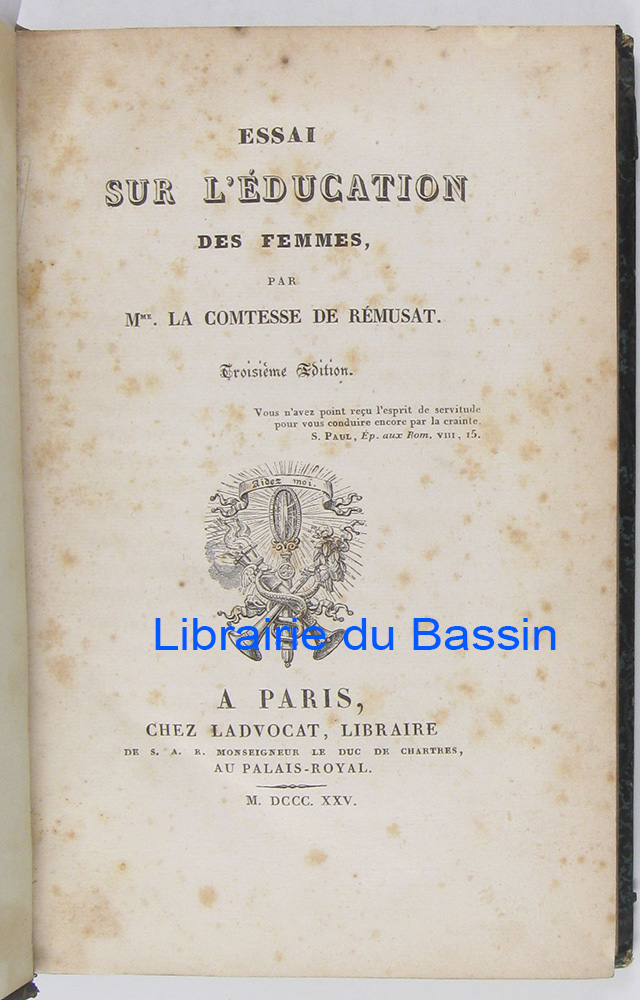 ESSAI
SUR L'ÉDUCATION
DES FEMMES,
PAR
Mᴹᴱ. LA COMTESSE DE RÉMUSAT.
Troisième Edition.
Vous n'avez point reçu l'esprit de servitude
pour vous conduire encore par la crainte.
S. PAUL, Ép. aux Rom. VIII, 15.
Aidez moi.
Librairie du Bassin
A PARIS,
CHEZ LADVOCAT, LIBRAIRE
DE S. A. R. MONSEIGNEUR LE DUC DE CHARTRES,
AU PALAIS-ROYAL.
M. DCCC. XXV.